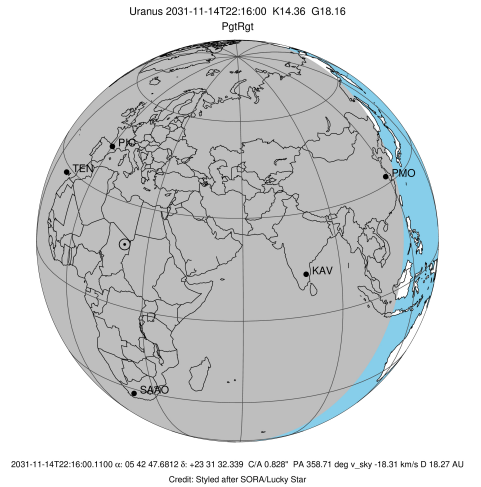 Uranus 2031-11-14T22:16:00 K14.36 G18.16
PgtRgt
PIC
TEN
PMO
KAV
SAAO
2031-11-14T22:16:00.1100 α: 05 42 47.6812 δ: +23 31 32.339 C/A 0.828" PA 358.71 deg v_sky -18.31 km/s D 18.27 AU
Credit: Styled after SORA/Lucky Star